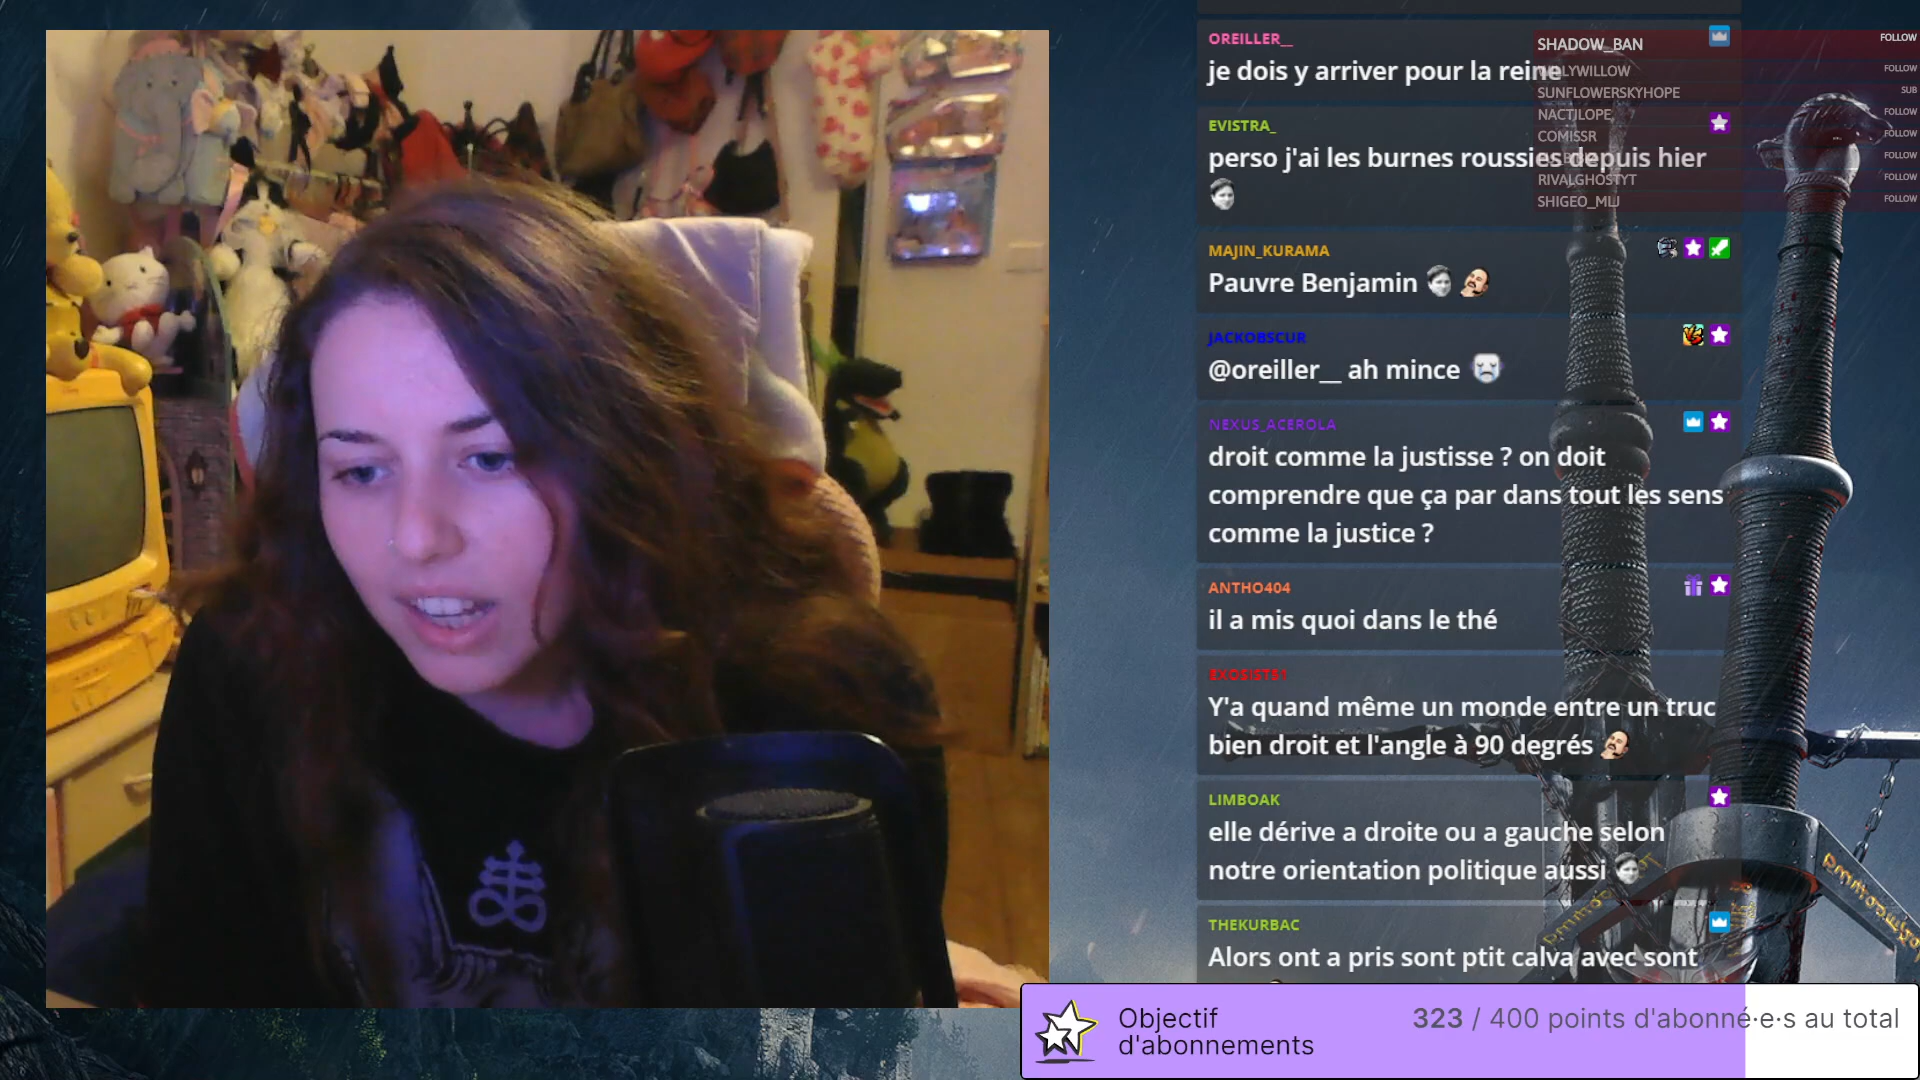 OREILLER__
je dois y arriver pour la reine
EVISTRA_
perso j'ai les burnes roussies depuis hier
MAJIN_KURAMA
Pauvre Benjamin
JACKOBSCUR
@oreiller__ ah mince
NEXUS_ACEROLA
droit comme la justisse ? on doit
comprendre que ça par dans tout les sens
comme la justice ?
ANTHO404
il a mis quoi dans le thé
EXOSIST51
Y'a quand même un monde entre un truc
bien droit et l'angle à 90 degrés
LIMBOAK
elle dérive a droite ou a gauche selon
notre orientation politique aussi
THEKURBAC
Alors ont a pris sont ptit calva avec sont
SHADOW_BAN FOLLOW
FOLLOW
SUNFLOWERSKYHOPE SUB
NACTILOPE FOLLOW
COMISSR FOLLOW
FOLLOW
RIVALGHOSTYT FOLLOW
SHIGEO_MLJ FOLLOW
Objectif
d'abonnements
323 / 400 points d'abonné·e·s au total